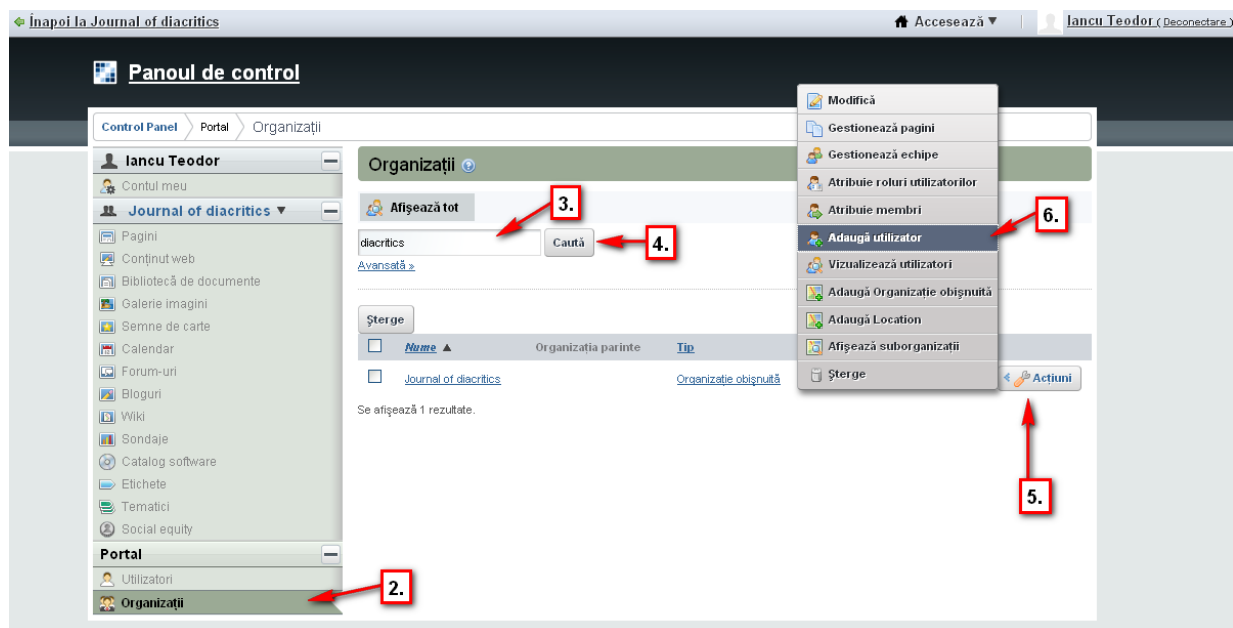 Înapoi la Journal of diacritics
Accesează ▼
Iancu Teodor ( Deconectare )
Panoul de control
Control Panel
Portal
Organizații
Iancu Teodor
Contul meu
Journal of diacritics ▼
Pagini
Conținut web
Bibliotecă de documente
Galerie imagini
Semne de carte
Calendar
Forum-uri
Bloguri
Wiki
Sondaje
Catalog software
Etichete
Tematici
Social equity
Portal
Utilizatori
Organizații
2.
Organizații
Afișează tot
3.
diacritics
Caută
4.
Avansată »
Șterge
Nume ▲
Organizația parinte
Tip
Journal of diacritics
Organizație obișnuită
Acțiuni
Se afișează 1 rezultate.
5.
Modifică
Gestionează pagini
Gestionează echipe
Atribuie roluri utilizatorilor
Atribuie membri
Adaugă utilizator
6.
Vizualizează utilizatori
Adaugă Organizație obișnuită
Adaugă Location
Afișează suborganizații
Șterge